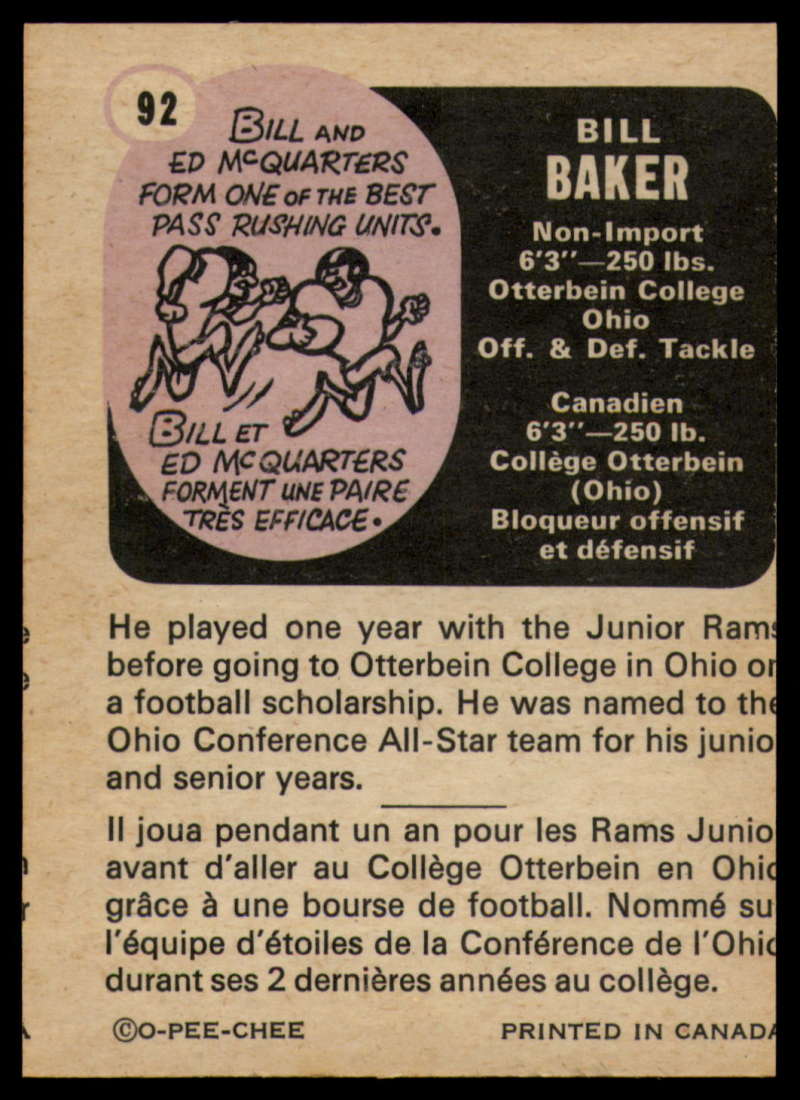 92
BILL AND
ED McQUARTERS
FORM ONE OF THE BEST
PASS RUSHING UNITS.
BILL ET
ED McQUARTERS
FORMENT UNE PAIRE
TRÈS EFFICACE.
BILL
BAKER
Non-Import
6'3"—250 lbs.
Otterbein College
Ohio
Off. & Def. Tackle
Canadien
6'3"—250 lb.
Collège Otterbein
(Ohio)
Bloqueur offensif
et défensif
He played one year with the Junior Rams
before going to Otterbein College in Ohio on
a football scholarship. He was named to the
Ohio Conference All-Star team for his junio
and senior years.
Il joua pendant un an pour les Rams Junio
avant d'aller au Collège Otterbein en Ohio
grâce à une bourse de football. Nommé su
l'équipe d'étoiles de la Conférence de l'Ohio
durant ses 2 dernières années au collège.
©O-PEE-CHEE
PRINTED IN CANADA